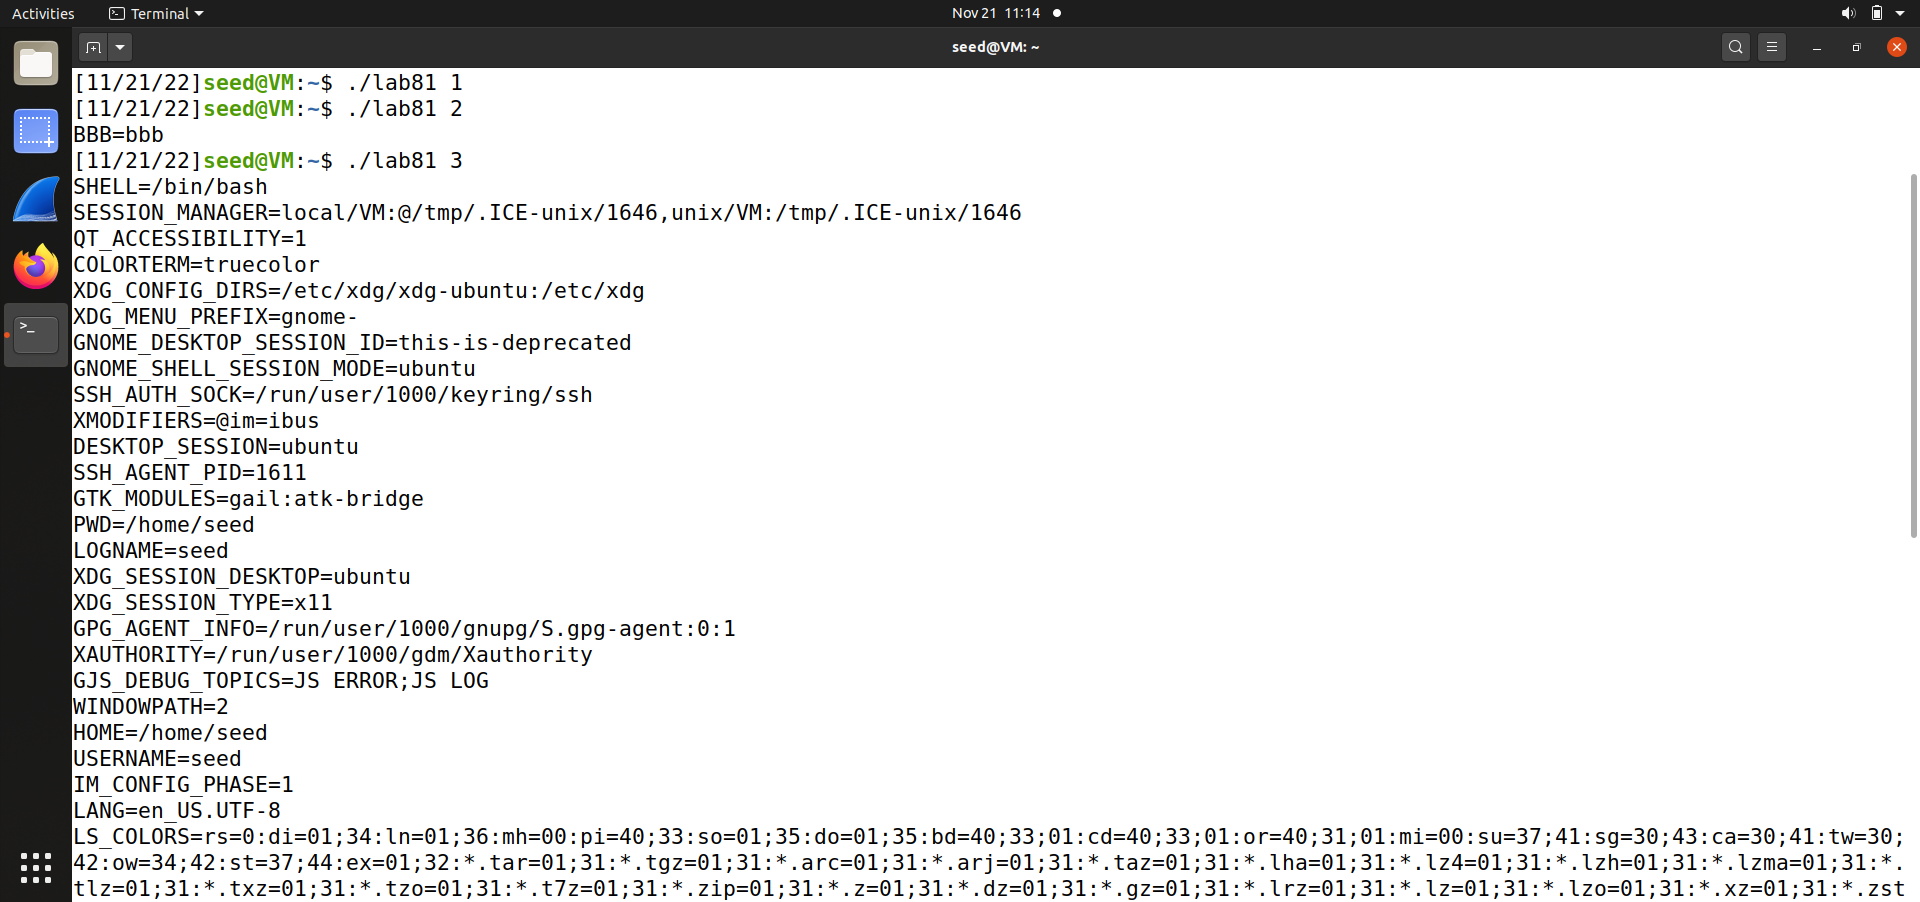 Activities Terminal Nov 21 11:14
seed@VM: ~
[11/21/22]seed@VM:~$ ./lab81 1
[11/21/22]seed@VM:~$ ./lab81 2
BBB=bbb
[11/21/22]seed@VM:~$ ./lab81 3
SHELL=/bin/bash
SESSION_MANAGER=local/VM:@/tmp/.ICE-unix/1646,unix/VM:/tmp/.ICE-unix/1646
QT_ACCESSIBILITY=1
COLORTERM=truecolor
XDG_CONFIG_DIRS=/etc/xdg/xdg-ubuntu:/etc/xdg
XDG_MENU_PREFIX=gnome-
GNOME_DESKTOP_SESSION_ID=this-is-deprecated
GNOME_SHELL_SESSION_MODE=ubuntu
SSH_AUTH_SOCK=/run/user/1000/keyring/ssh
XMODIFIERS=@im=ibus
DESKTOP_SESSION=ubuntu
SSH_AGENT_PID=1611
GTK_MODULES=gail:atk-bridge
PWD=/home/seed
LOGNAME=seed
XDG_SESSION_DESKTOP=ubuntu
XDG_SESSION_TYPE=x11
GPG_AGENT_INFO=/run/user/1000/gnupg/S.gpg-agent:0:1
XAUTHORITY=/run/user/1000/gdm/Xauthority
GJS_DEBUG_TOPICS=JS ERROR;JS LOG
WINDOWPATH=2
HOME=/home/seed
USERNAME=seed
IM_CONFIG_PHASE=1
LANG=en_US.UTF-8
LS_COLORS=rs=0:di=01;34:ln=01;36:mh=00:pi=40;33:so=01;35:do=01;35:bd=40;33;01:cd=40;33;01:or=40;31;01:mi=00:su=37;41:sg=30;43:ca=30;41:tw=30;
42:ow=34;42:st=37;44:ex=01;32:*.tar=01;31:*.tgz=01;31:*.arc=01;31:*.arj=01;31:*.taz=01;31:*.lha=01;31:*.lz4=01;31:*.lzh=01;31:*.lzma=01;31:*.
tlz=01;31:*.txz=01;31:*.tzo=01;31:*.t7z=01;31:*.zip=01;31:*.z=01;31:*.dz=01;31:*.gz=01;31:*.lrz=01;31:*.lz=01;31:*.lzo=01;31:*.xz=01;31:*.zst